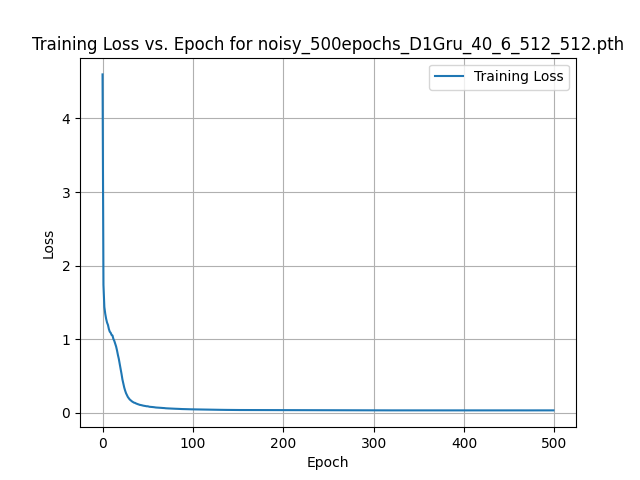 Training Loss vs. Epoch for noisy_500epochs_D1Gru_40_6_512_512.pth
Training Loss
4
3
2
1
0
Loss
0 100 200 300 400 500
Epoch